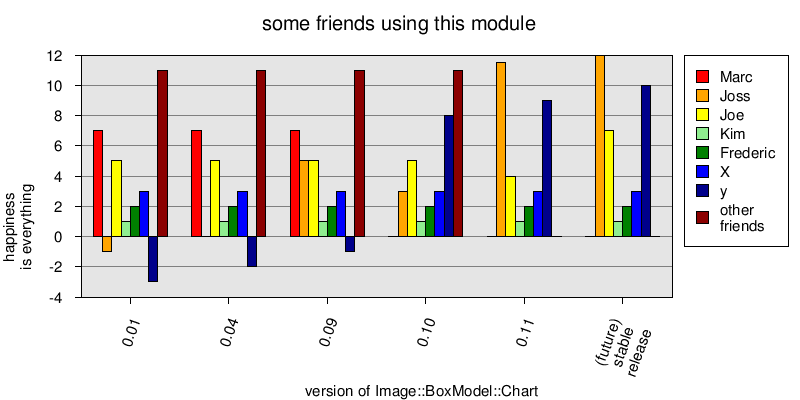 some friends using this module
12
10
8
6
4
2
0
-2
-4
happiness
is everything
0.01
0.04
0.09
0.10
0.11
(future)
stable
release
version of Image::BoxModel::Chart
Marc
Joss
Joe
Kim
Frederic
X
y
other
friends